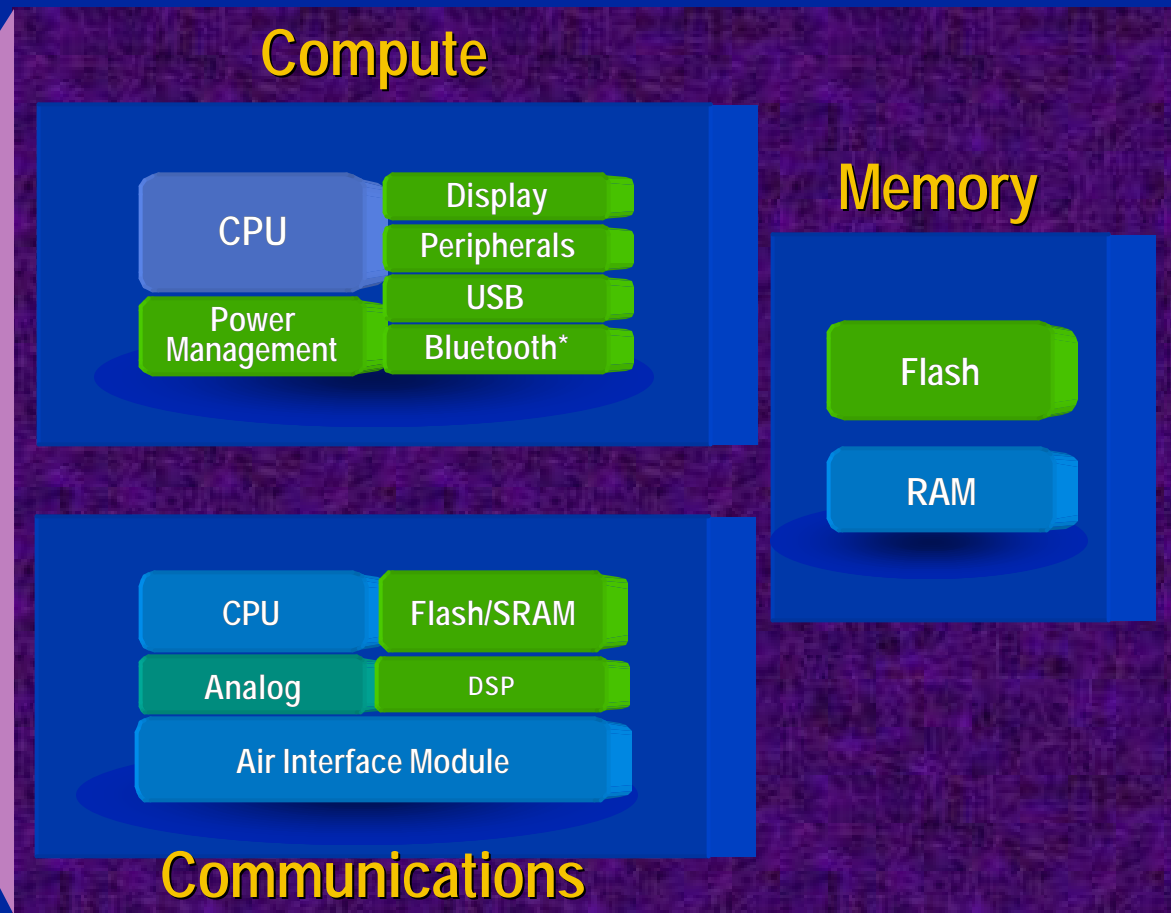 Compute
CPU
Power
Management
Display
Peripherals
USB
Bluetooth*
Memory
Flash
RAM
CPU
Flash/SRAM
Analog
DSP
Air Interface Module
Communications